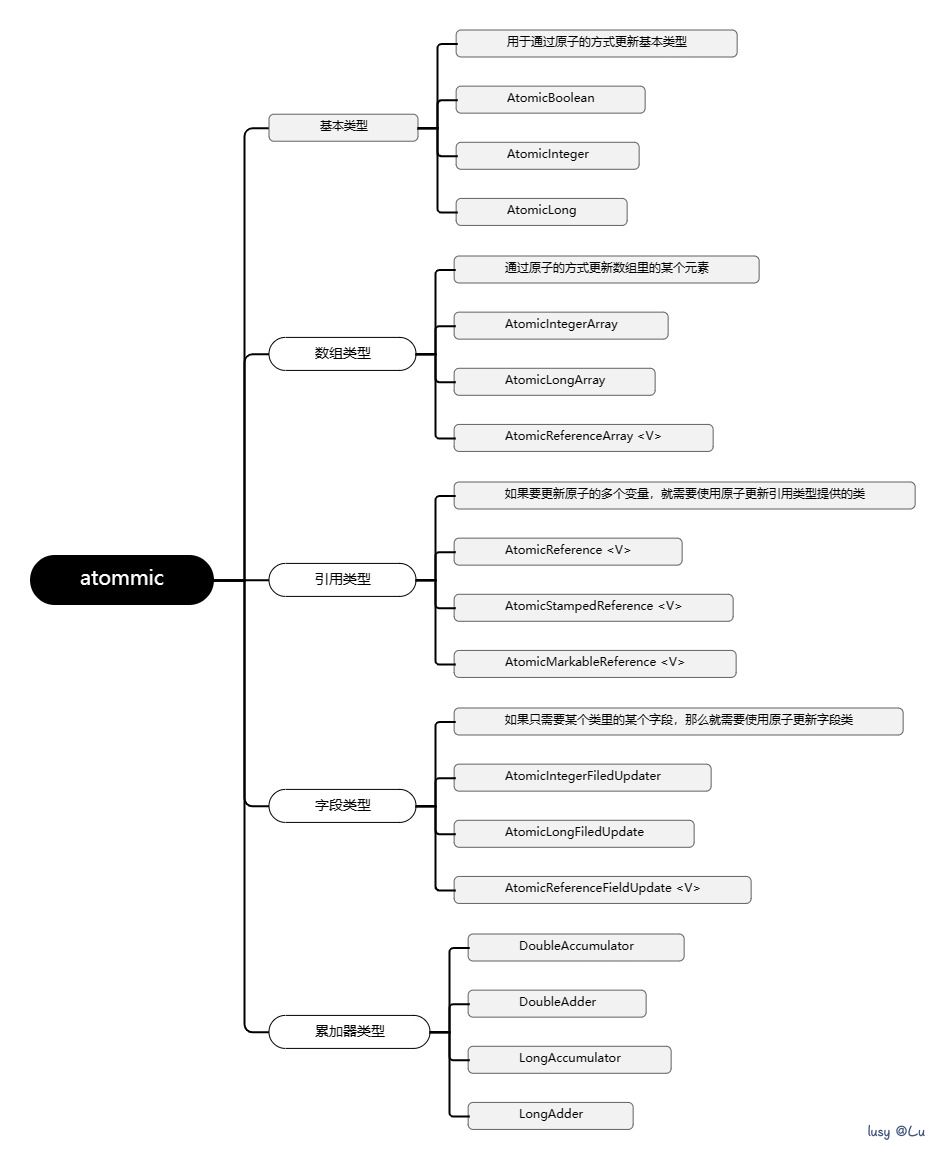 atommic
基本类型
用于通过原子的方式更新基本类型
AtomicBoolean
AtomicInteger
AtomicLong
数组类型
通过原子的方式更新数组里的某个元素
AtomicIntegerArray
AtomicLongArray
AtomicReferenceArray <V>
引用类型
如果要更新原子的多个变量，就需要使用原子更新引用类型提供的类
AtomicReference <V>
AtomicStampedReference <V>
AtomicMarkableReference <V>
字段类型
如果只需要某个类里的某个字段，那么就需要使用原子更新字段类
AtomicIntegerFiledUpdater
AtomicLongFiledUpdate
AtomicReferenceFieldUpdate <V>
累加器类型
DoubleAccumulator
DoubleAdder
LongAccumulator
LongAdder
lusy @Lu